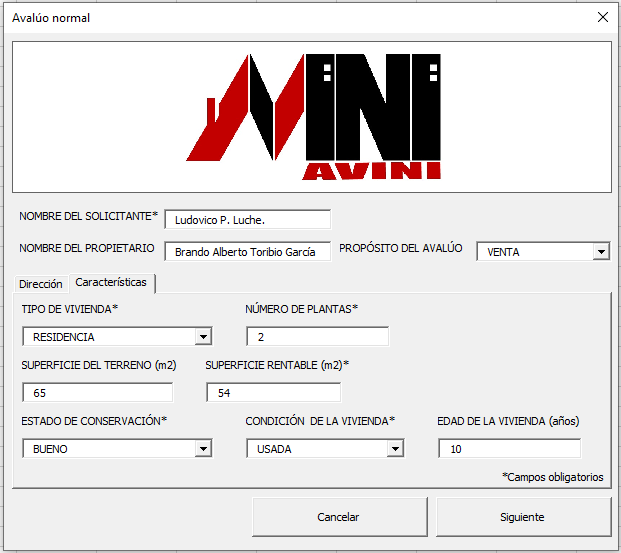 Avalúo normal
MINI
AVINI
NOMBRE DEL SOLICITANTE* Ludovico P. Luche.
NOMBRE DEL PROPIETARIO Brando Alberto Toribio García PROPÓSITO DEL AVALÚO VENTA
Dirección Características
TIPO DE VIVIENDA* NÚMERO DE PLANTAS*
RESIDENCIA 2
SUPERFICIE DEL TERRENO (m2) SUPERFICIE RENTABLE (m2)*
65 54
ESTADO DE CONSERVACIÓN* CONDICIÓN DE LA VIVIENDA* EDAD DE LA VIVIENDA (años)
BUENO USADA 10
*Campos obligatorios
Cancelar Siguiente